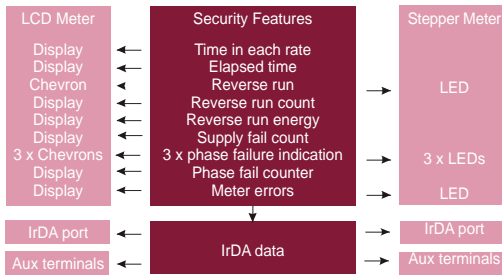 LCD Meter Security Features Stepper Meter
Display Time in each rate
Display Elapsed time
Chevron Reverse run LED
Display Reverse run count
Display Reverse run energy
Display Supply fail count
3 x Chevrons 3 x phase failure indication 3 x LEDs
Display Phase fail counter
Display Meter errors LED
IrDA port IrDA data IrDA port
Aux terminals Aux terminals